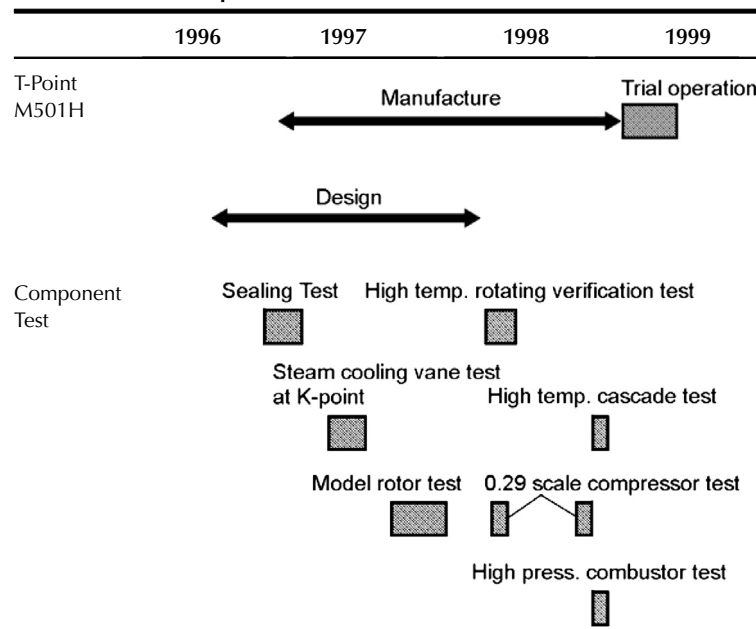 1996 1997 1998 1999
T-Point
M501H
Manufacture
Trial operation
Design
Component
Test
Sealing Test
High temp. rotating verification test
Steam cooling vane test
at K-point
High temp. cascade test
Model rotor test
0.29 scale compressor test
High press. combustor test